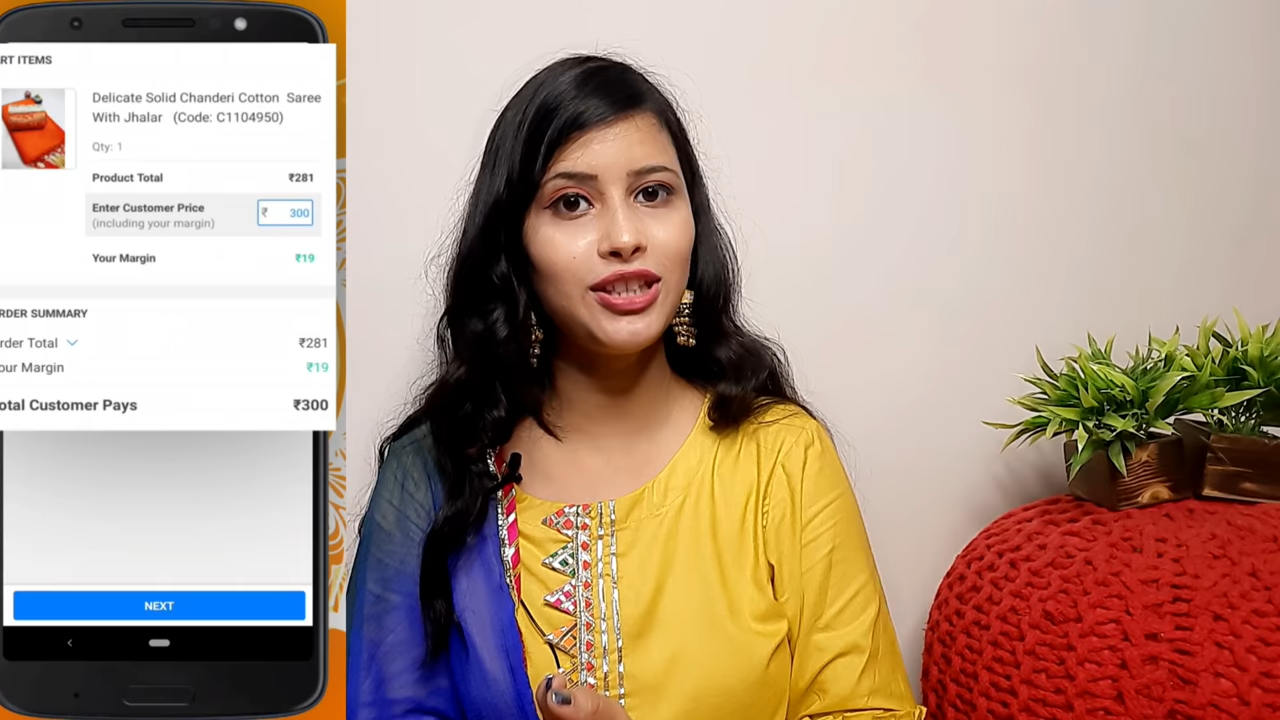 RT ITEMS
Delicate Solid Chanderi Cotton Saree
With Jhalar (Code: C1104950)
Qty: 1
Product Total ₹281
Enter Customer Price ₹ 300
(including your margin)
Your Margin ₹19
RDER SUMMARY
rder Total ₹281
our Margin ₹19
otal Customer Pays ₹300
NEXT